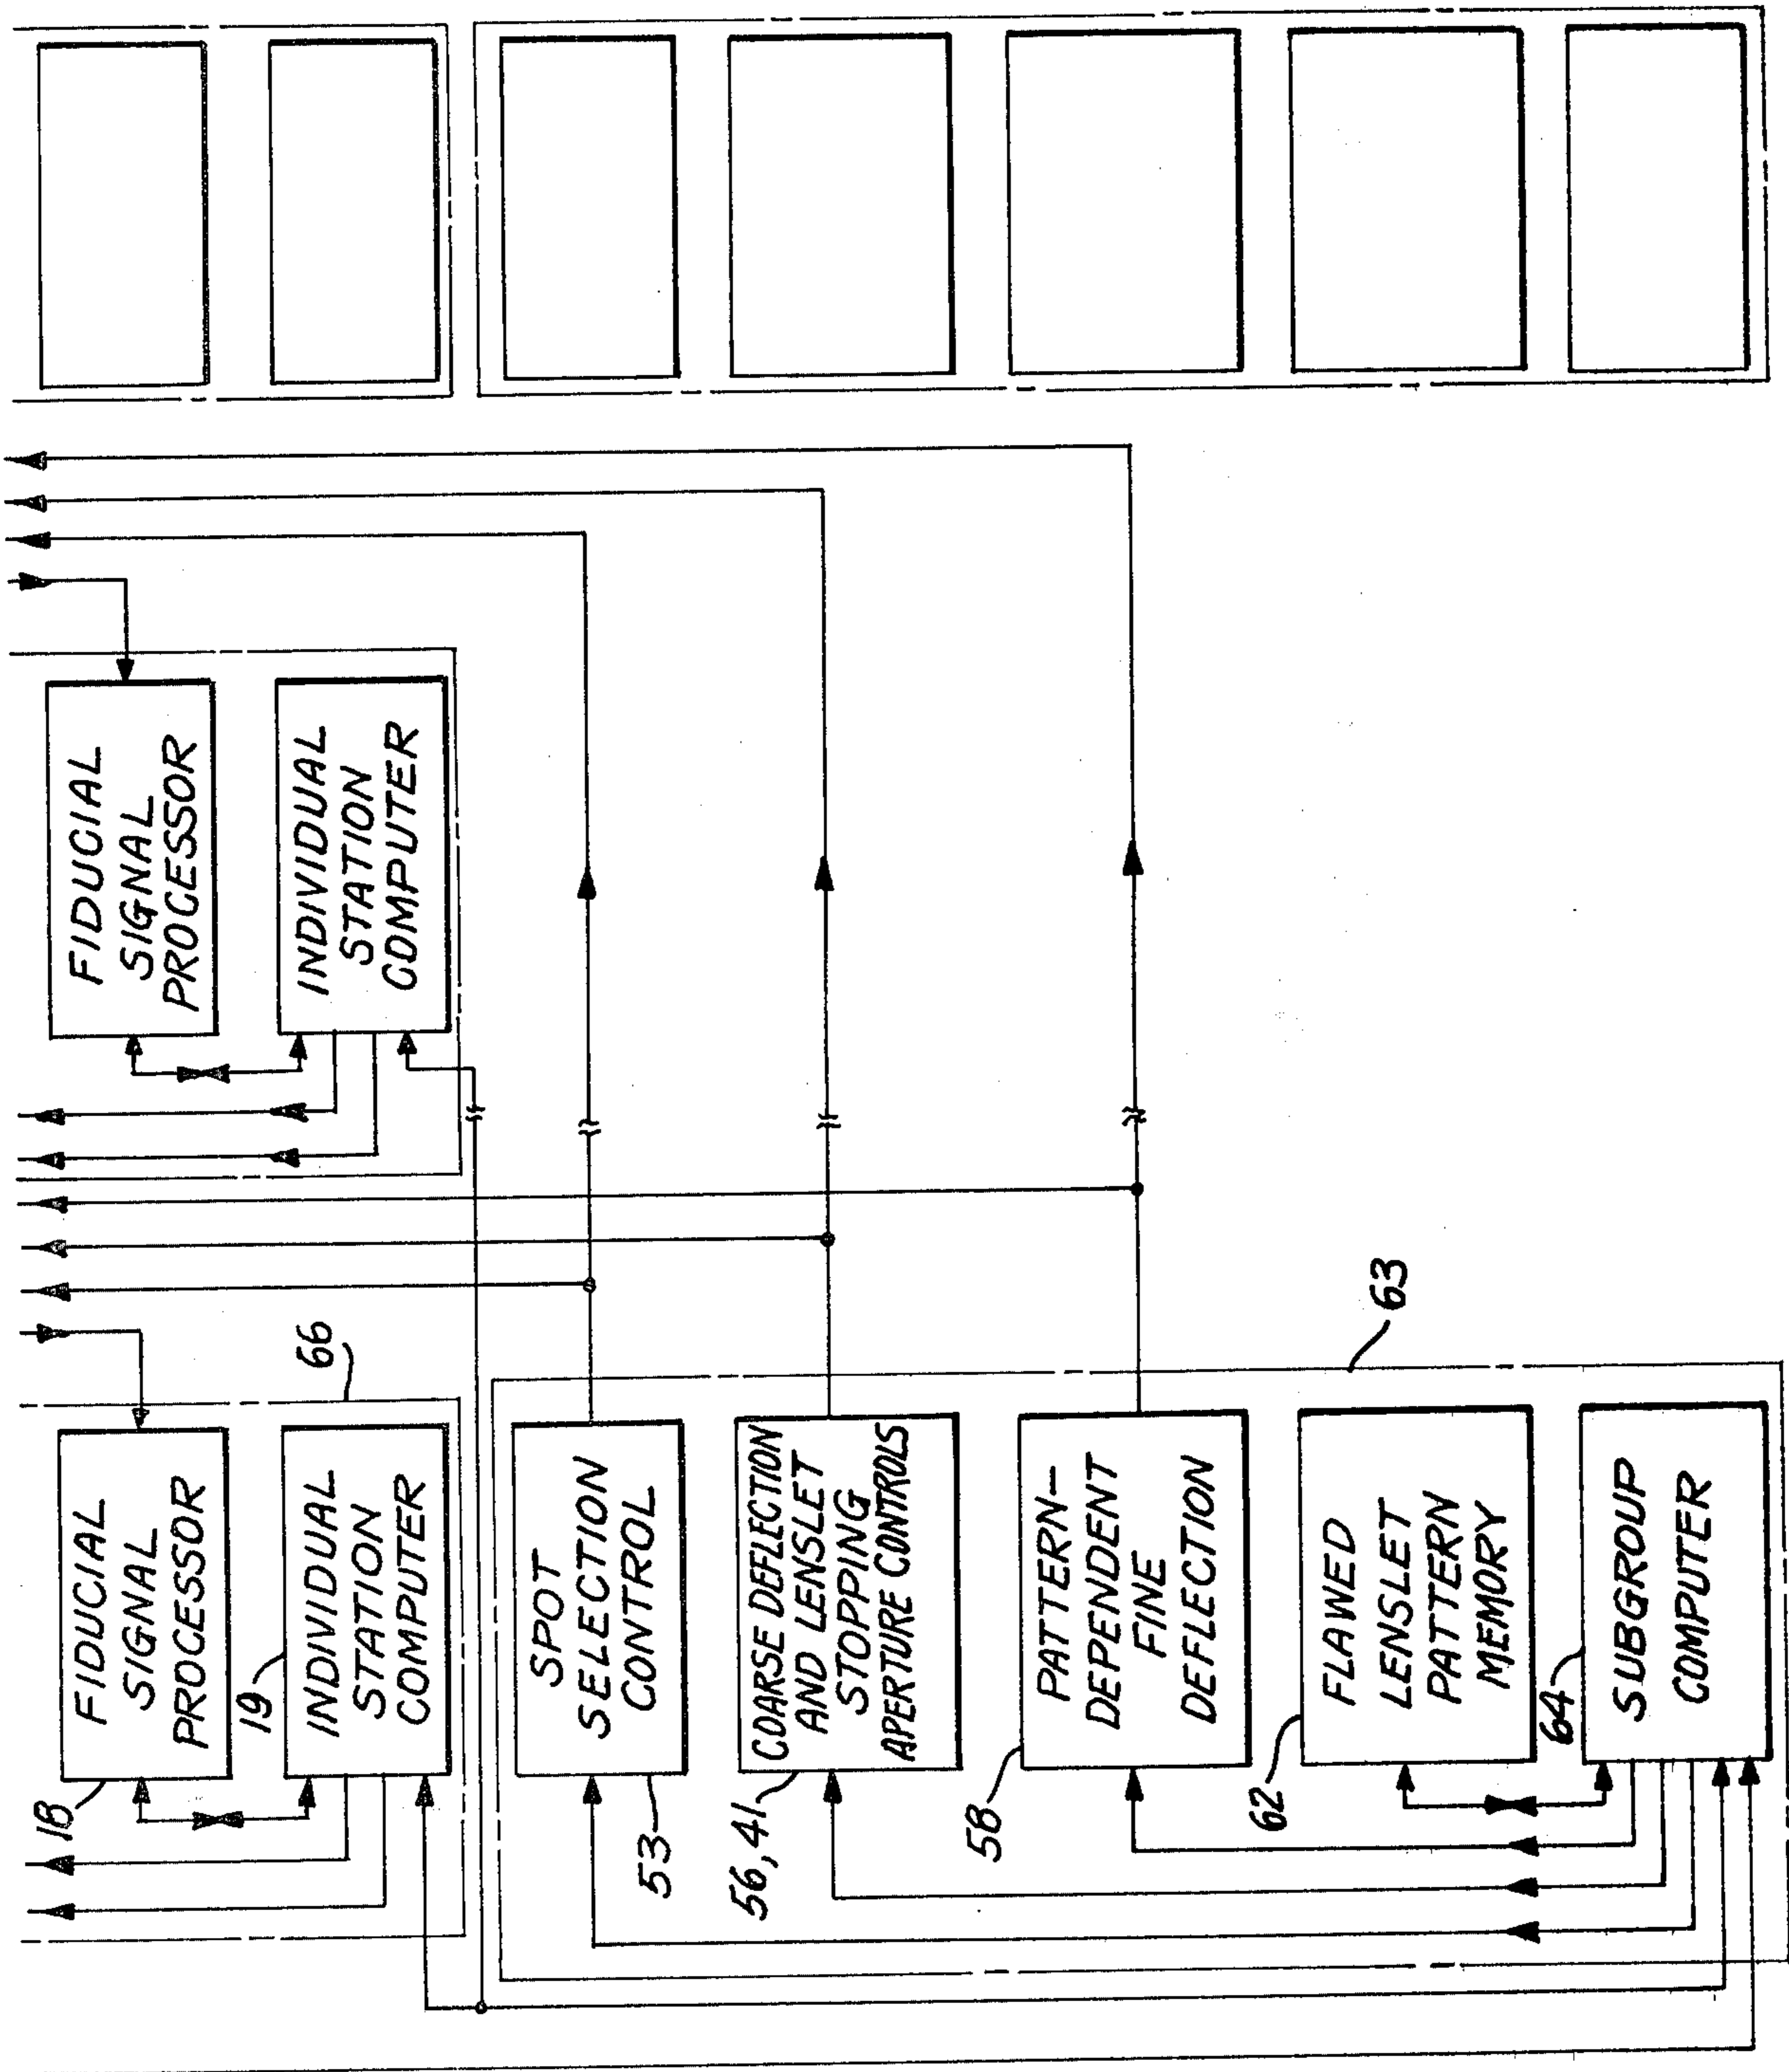 18
FIDUCIAL
SIGNAL
PROCESSOR
19
INDIVIDUAL
STATION
COMPUTER
66
FIDUCIAL
SIGNAL
PROCESSOR
INDIVIDUAL
STATION
COMPUTER
53
SPOT
SELECTION
CONTROL
56, 41
COARSE DEFLECTION
AND LENSLET
STOPPING
APERTURE CONTROLS
58
PATTERN-
DEPENDENT
FINE
DEFLECTION
62
FLAWED
LENSLET
PATTERN
MEMORY
64
SUBGROUP
COMPUTER
63